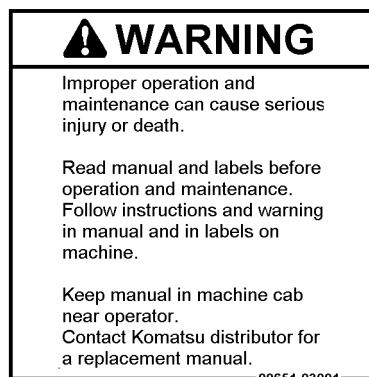 WARNING
Improper operation and
maintenance can cause serious
injury or death.
Read manual and labels before
operation and maintenance.
Follow instructions and warning
in manual and in labels on
machine.
Keep manual in machine cab
near operator.
Contact Komatsu distributor for
a replacement manual.